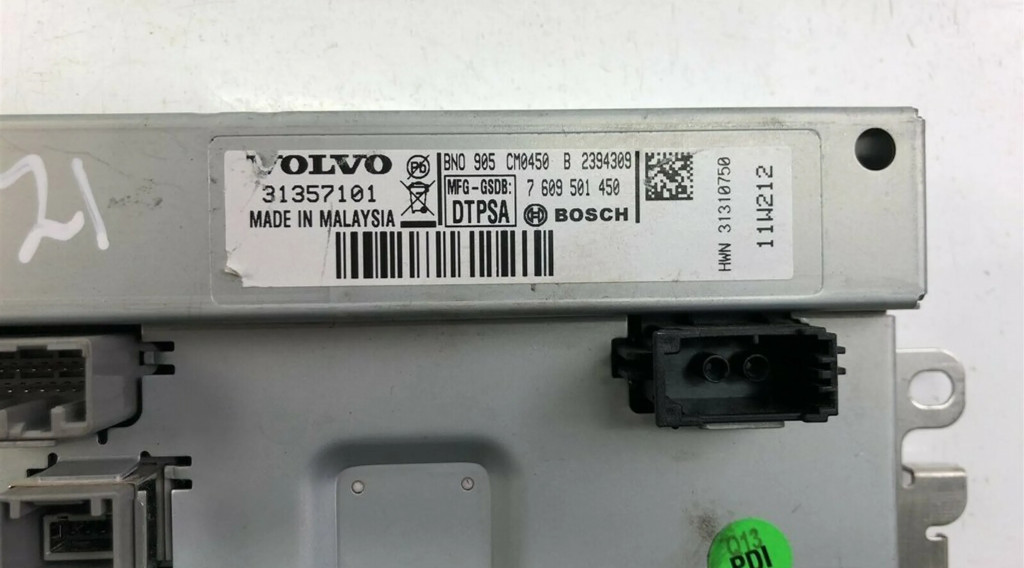 21
VOLVO
31357101
MADE IN MALAYSIA
Pb
BNO 905 CM0450 B 2394309
MFG-GSDB:
DTPSA
7 609 501 450
BOSCH
HWN 31310750
11W212
Q13
PDI